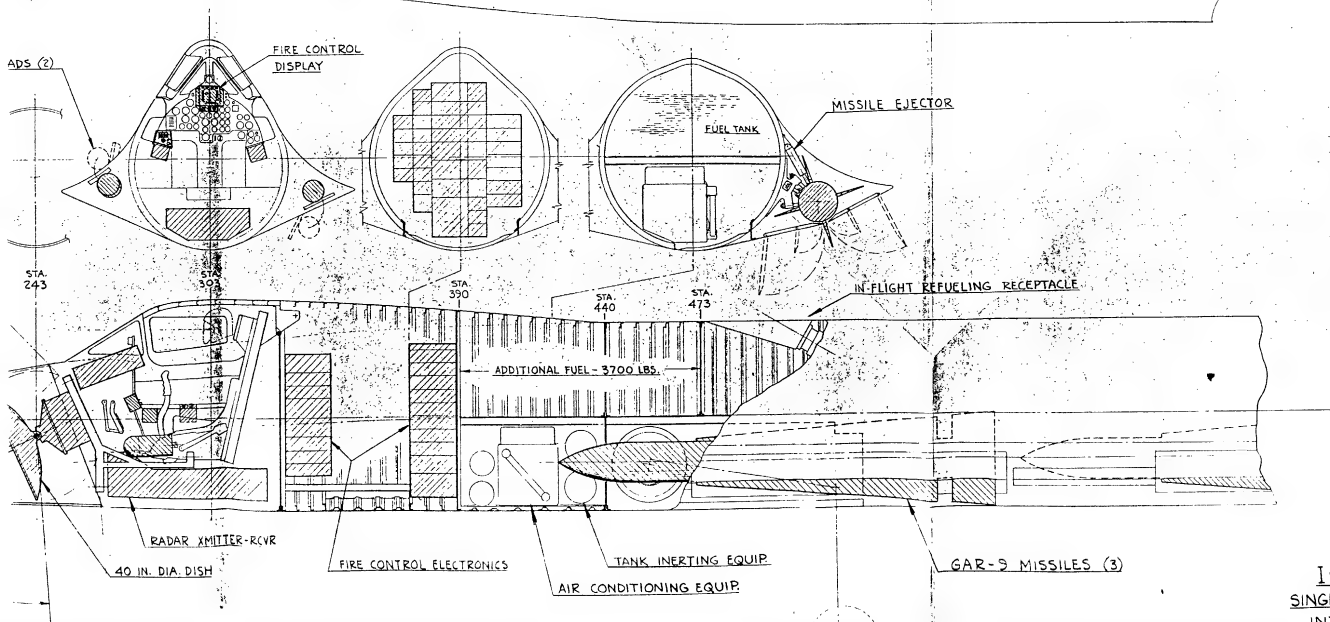 ADS (2)
FIRE CONTROL
DISPLAY
FUEL TANK
MISSILE EJECTOR
STA.
243
STA.
303
STA.
390
STA.
440
STA.
473
IN-FLIGHT REFUELING RECEPTACLE
ADDITIONAL FUEL - 3700 LBS.
RADAR XMITTER-RCVR
40 IN. DIA. DISH
FIRE CONTROL ELECTRONICS
TANK INERTING EQUIP.
AIR CONDITIONING EQUIP.
GAR-9 MISSILES (3)
SING